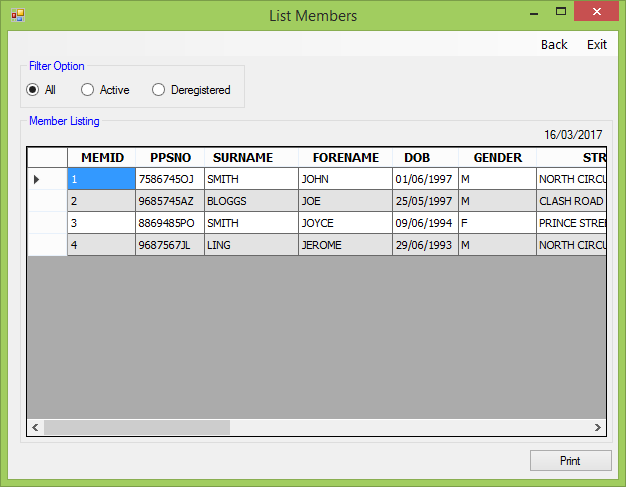 List Members
Back Exit
Filter Option
All Active Deregistered
Member Listing
16/03/2017
MEMID PPSNO SURNAME FORENAME DOB GENDER STR
1 7586745OJ SMITH JOHN 01/06/1997 M NORTH CIRCU
2 9685745AZ BLOGGS JOE 25/05/1997 M CLASH ROAD
3 8869485PO SMITH JOYCE 09/06/1994 F PRINCE STREE
4 9687567JL LING JEROME 29/06/1993 M NORTH CIRCU
Print